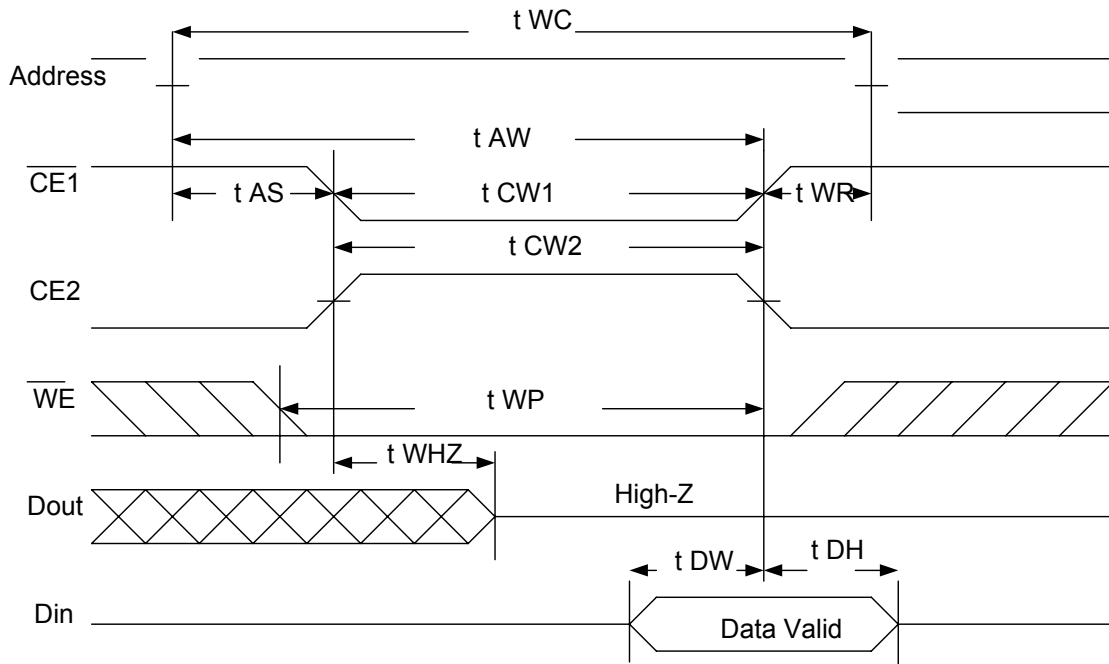 t WC
Address
t AW
CE1
t AS
t CW1
t WR
t CW2
CE2
WE
t WP
t WHZ
Dout
High-Z
t DW
t DH
Din
Data Valid